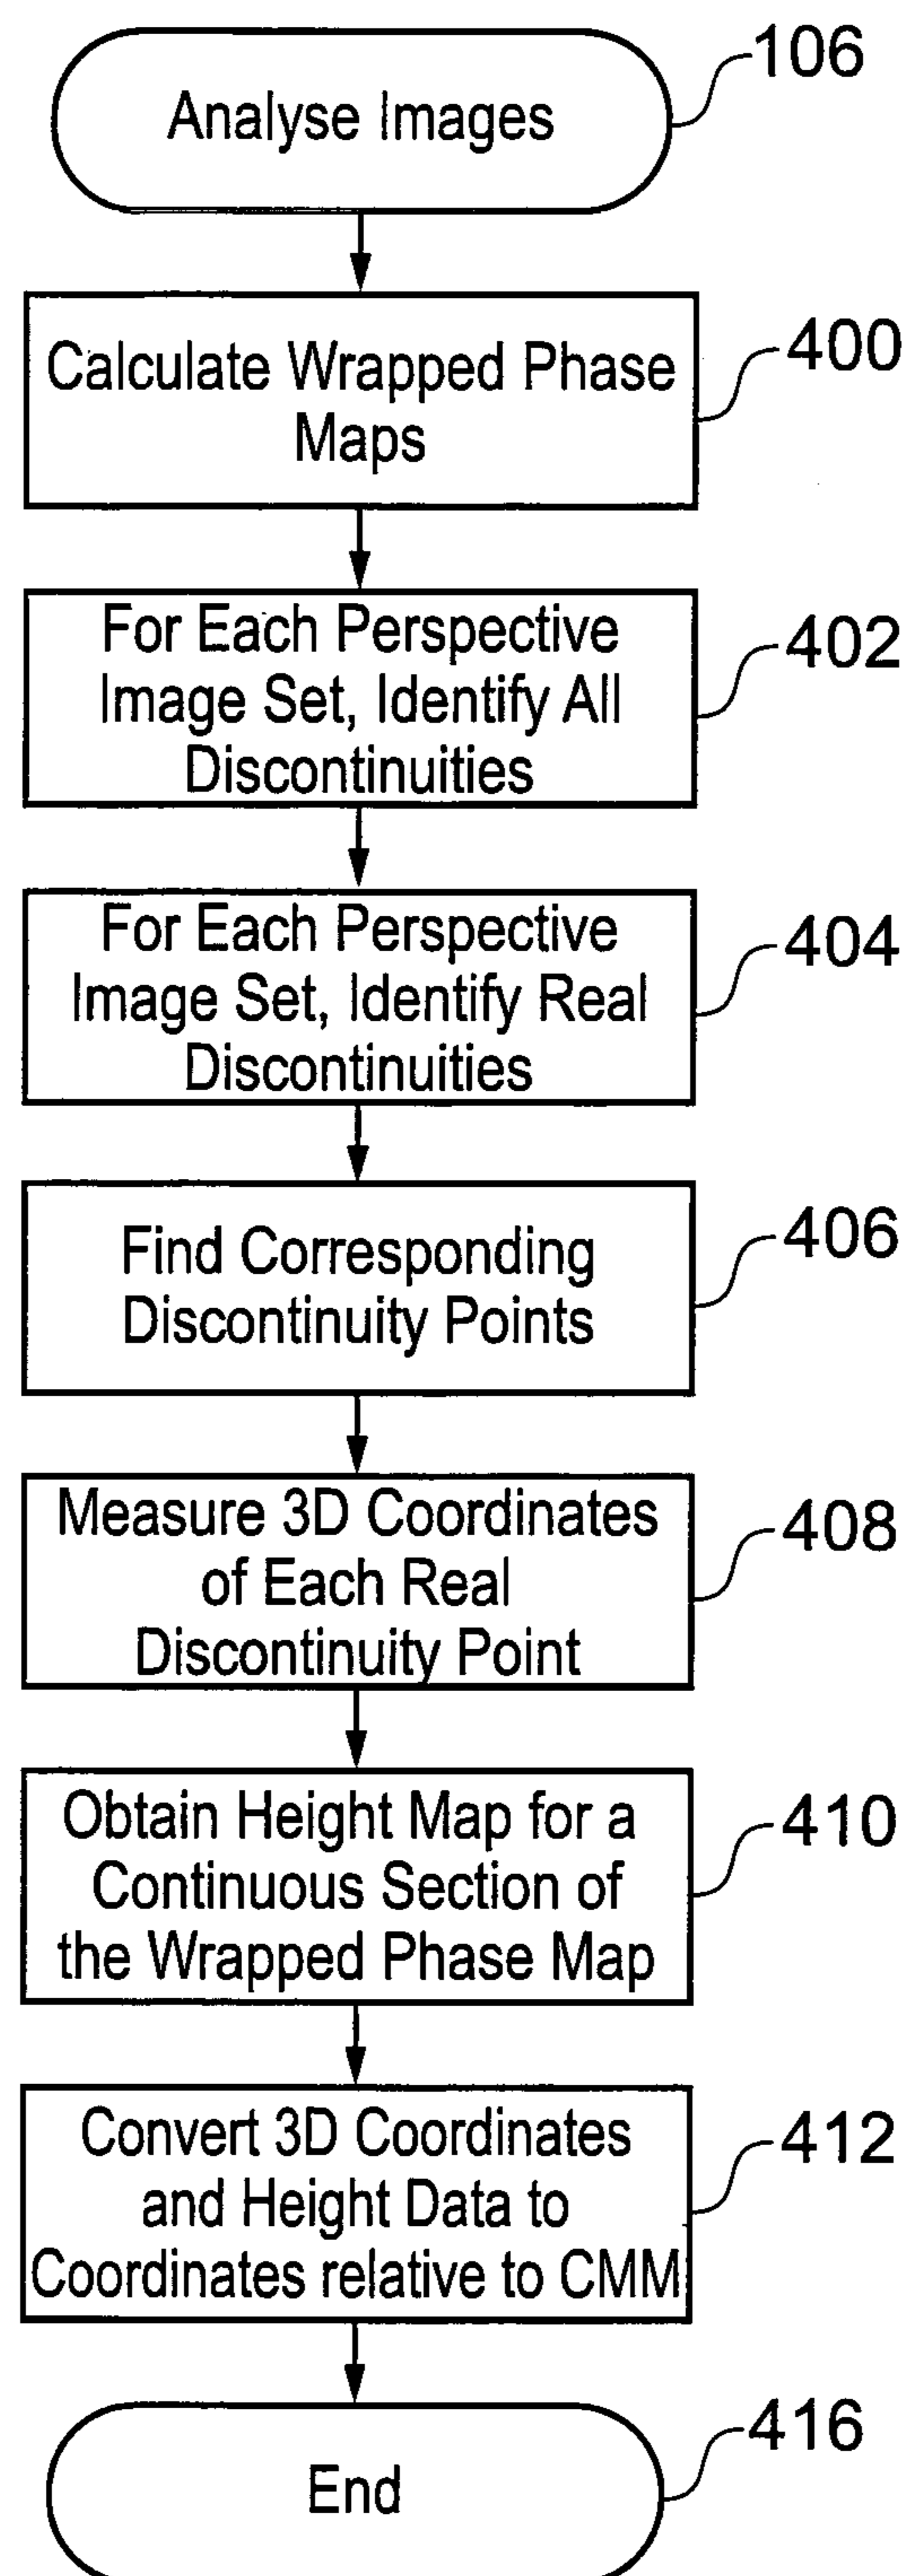 Analyse Images
106
Calculate Wrapped Phase
Maps
400
For Each Perspective
Image Set, Identify All
Discontinuities
402
For Each Perspective
Image Set, Identify Real
Discontinuities
404
Find Corresponding
Discontinuity Points
406
Measure 3D Coordinates
of Each Real
Discontinuity Point
408
Obtain Height Map for a
Continuous Section of
the Wrapped Phase Map
410
Convert 3D Coordinates
and Height Data to
Coordinates relative to CMM
412
End
416